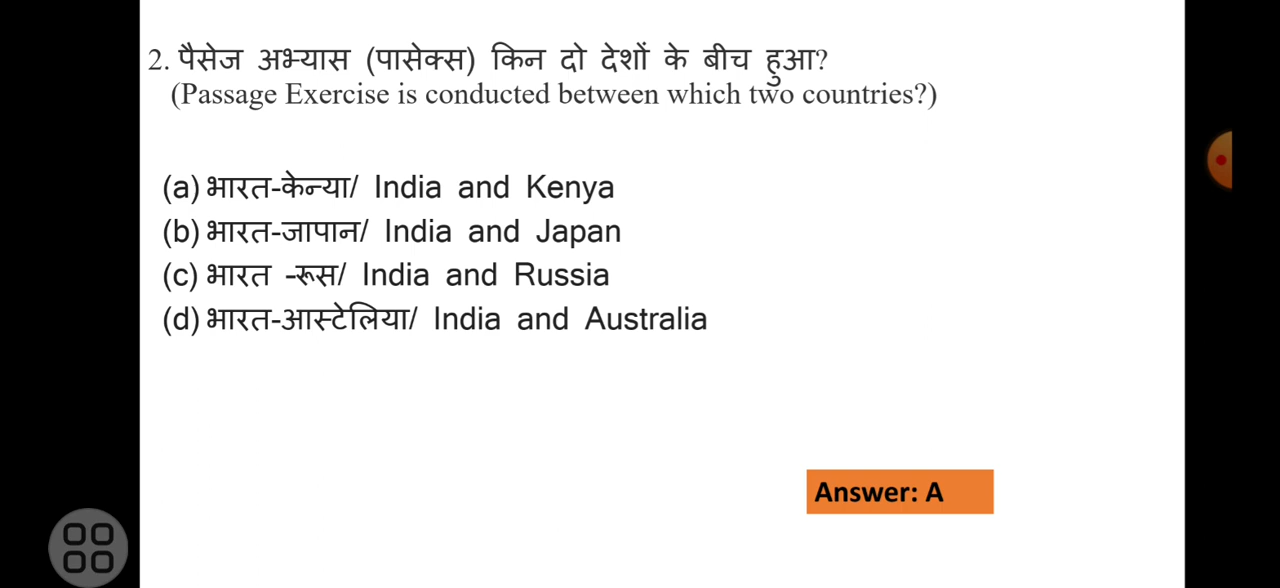 2. पैसेज अभ्यास (पासेक्स) किन दो देशों के बीच हुआ?
(Passage Exercise is conducted between which two countries?)
(a) भारत-केन्या/ India and Kenya
(b) भारत-जापान/ India and Japan
(c) भारत -रूस/ India and Russia
(d) भारत-आस्टेलिया/ India and Australia
Answer: A